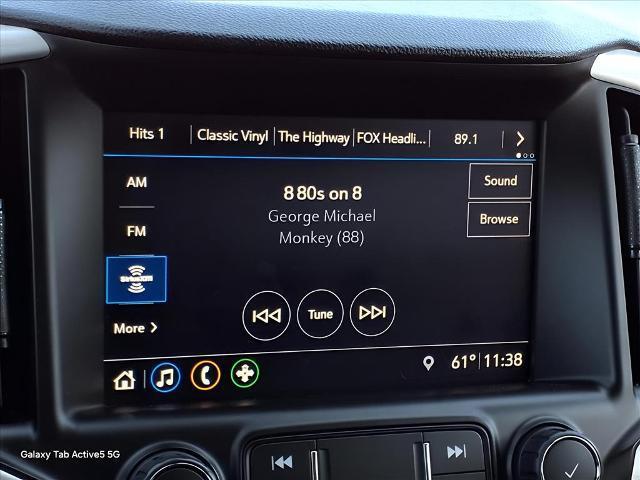 Hits 1 Classic Vinyl The Highway FOX Headli... 89.1
AM
8 80s on 8
Sound
George Michael
Browse
FM
Monkey (88)
SiriusXM
More
Tune
61° 11:38
Galaxy Tab Active5 5G